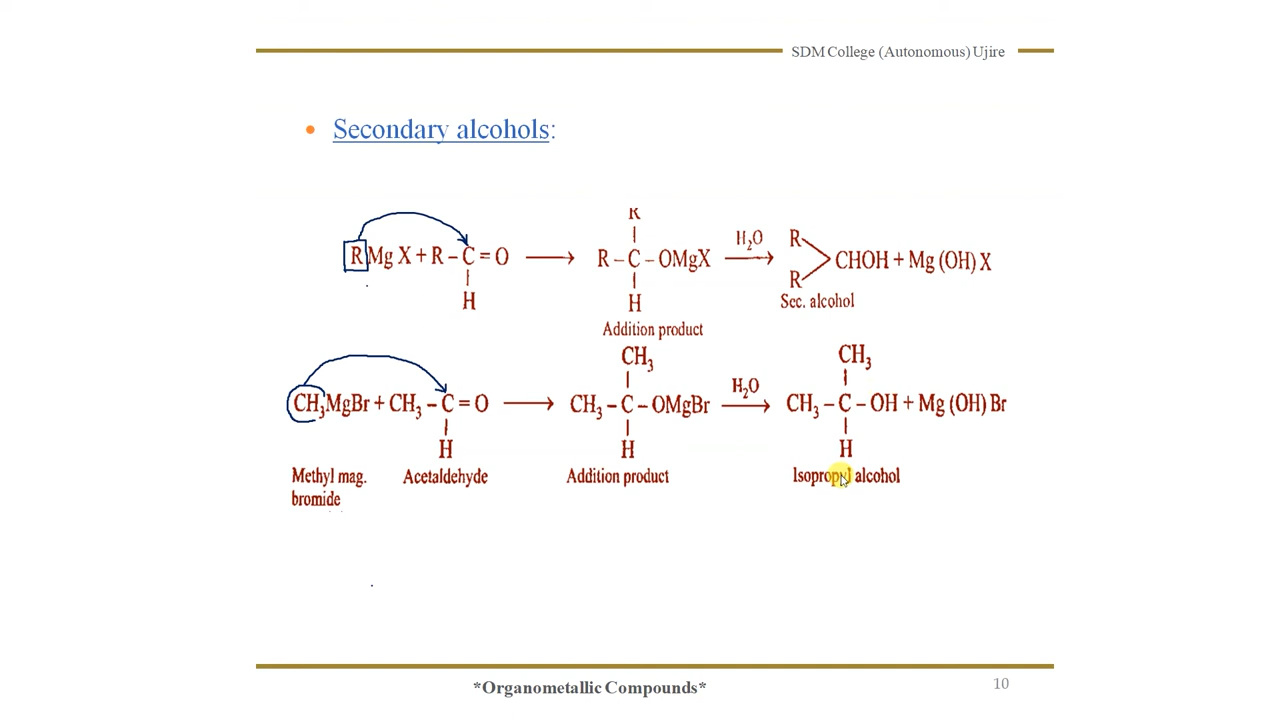 SDM College (Autonomous) Ujire
• Secondary alcohols:
R
R Mg X + R – C = O → R – C – OMgX H₂O → R R CHOH + Mg (OH) X
H H Sec. alcohol
Addition product
CH₃ CH₃
CH₃MgBr + CH₃ – C = O → CH₃ – C – OMgBr H₂O → CH₃ – C – OH + Mg (OH) Br
H H H
Methyl mag. Acetaldehyde Addition product Isopropyl alcohol
bromide
*Organometallic Compounds* 10